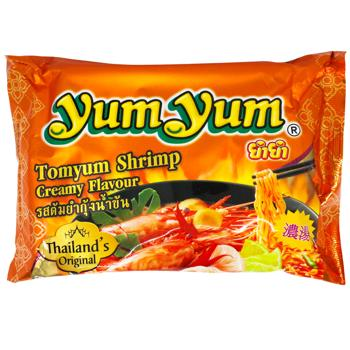 Yum Yum ®
ยำยำ
Tomyum Shrimp
Creamy Flavour
รสต้มยำกุ้งน้ำข้น
Thailand's
Original
濃湯